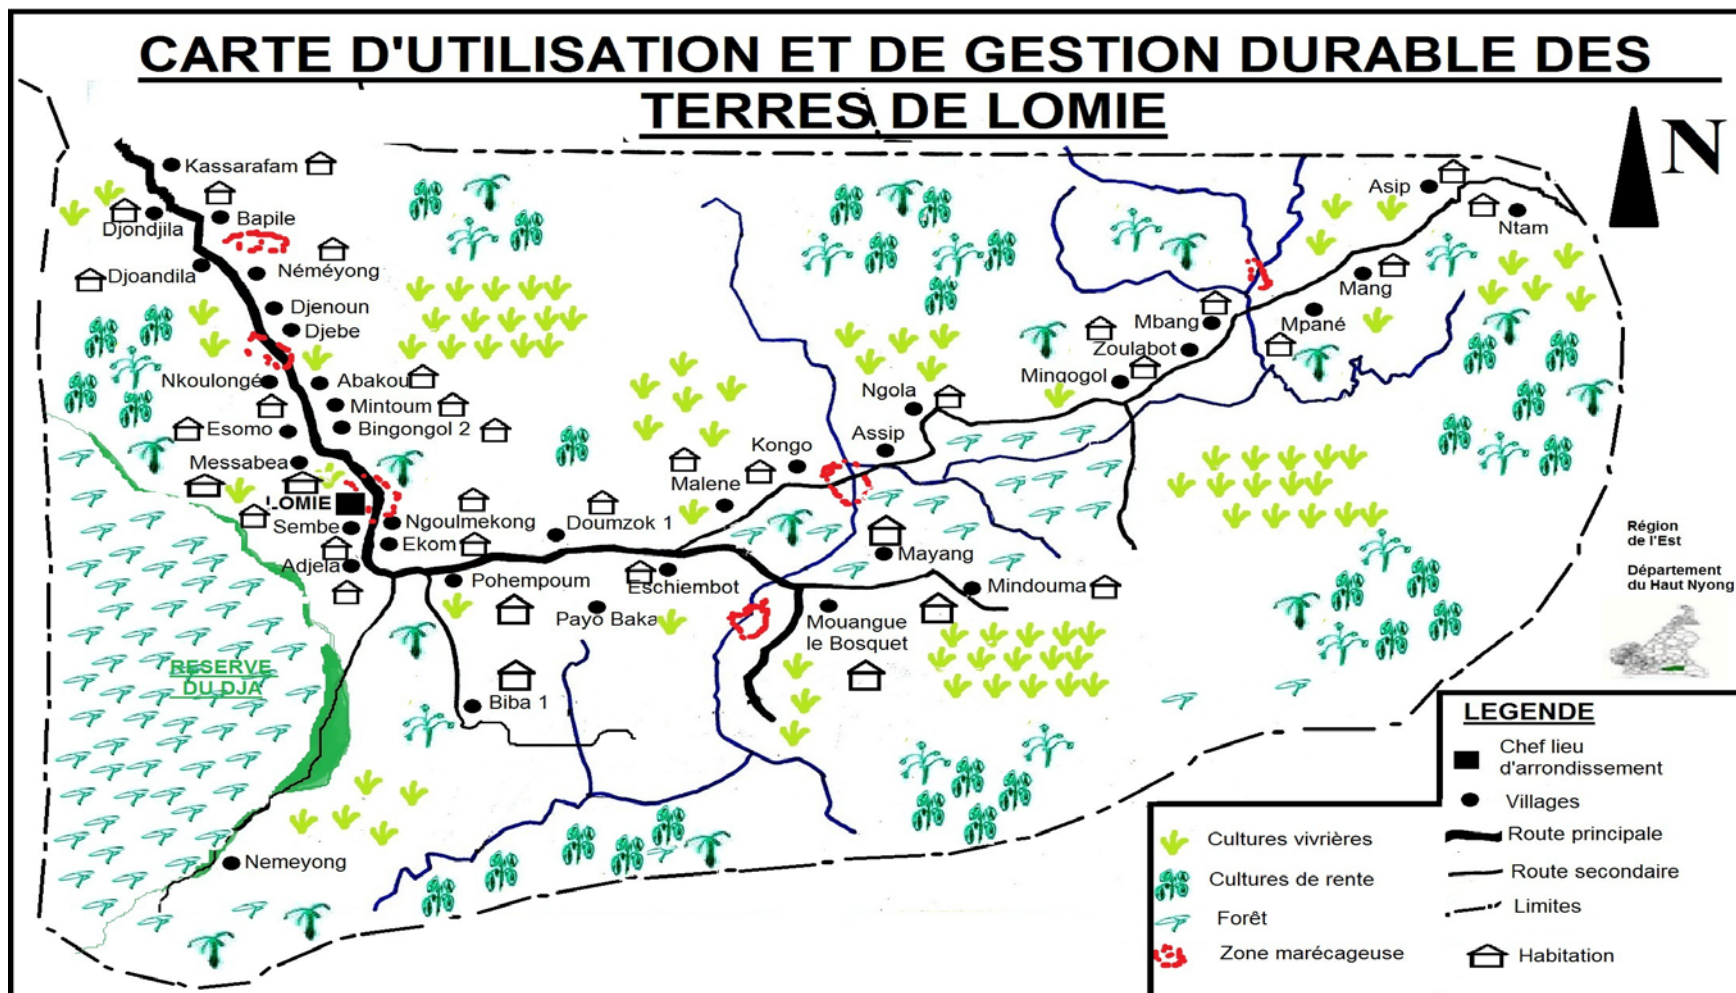 CARTE D'UTILISATION ET DE GESTION DURABLE DES
TERRES DE LOMIE
N
Kassarafam
Bapile
Djondjila
Djoandila
Néméyong
Djenoun
Djebe
Nkoulongé
Abakou
Mintoum
Esomo
Bingongol 2
Messabea
LOMIE
Sembe
Ngoulmekong
Ekom
Adjela
Pohempoum
Doumzok 1
Eschiembot
Payo Baka
Biba 1
Nemeyong
RESERVE
DU DJA
Malene
Kongo
Assip
Ngola
Mayang
Mindouma
Mouangue
le Bosquet
Mingogol
Zoulabot
Mbang
Mpané
Mang
Asip
Ntam
Région
de l'Est
Département
du Haut Nyong
LEGENDE
Chef lieu
d'arrondissement
Villages
Route principale
Route secondaire
Limites
Habitation
Cultures vivrières
Cultures de rente
Forêt
Zone marécageuse